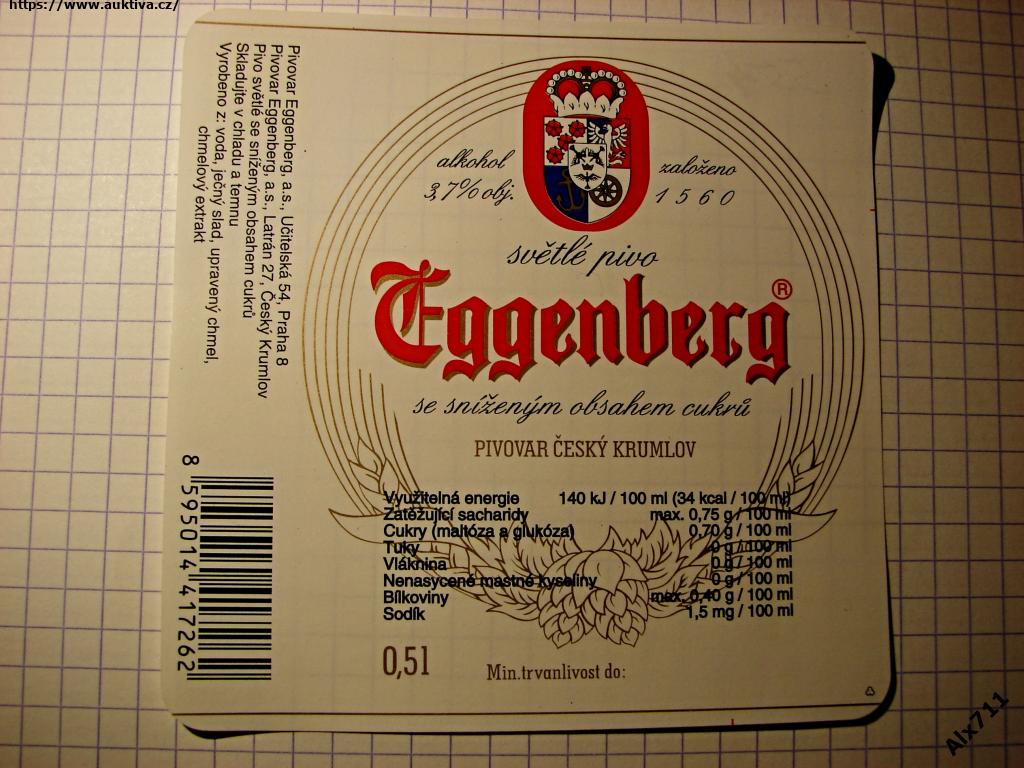 https://www.auktiva.cz/
Pivovar Eggenberg, a.s., Učitelská 54, Praha 8
Pivovar Eggenberg, a.s., Latrán 27, Český Krumlov
Pivo světlé se sníženým obsahem cukrů
Skladujte v chladu a temnu
Vyrobeno z: voda, ječný slad, upravený chmel,
chmelový extrakt
8 595014 417262
alkohol
3,7% obj.
založeno
1560
světlé pivo
Eggenberg®
se sníženým obsahem cukrů
PIVOVAR ČESKÝ KRUMLOV
Využitelná energie 140 kJ / 100 ml (34 kcal / 100 ml)
Zatěžující sacharidy max. 0,75 g / 100 ml
Cukry (maltóza a glukóza) 0,70 g / 100 ml
Tuky 0 g / 100 ml
Vláknina 0 g / 100 ml
Nenasycené mastné kyseliny 0 g / 100 ml
Bílkoviny max. 0,40 g / 100 ml
Sodík 1,5 mg / 100 ml
0,5l
Min.trvanlivost do:
Alx711